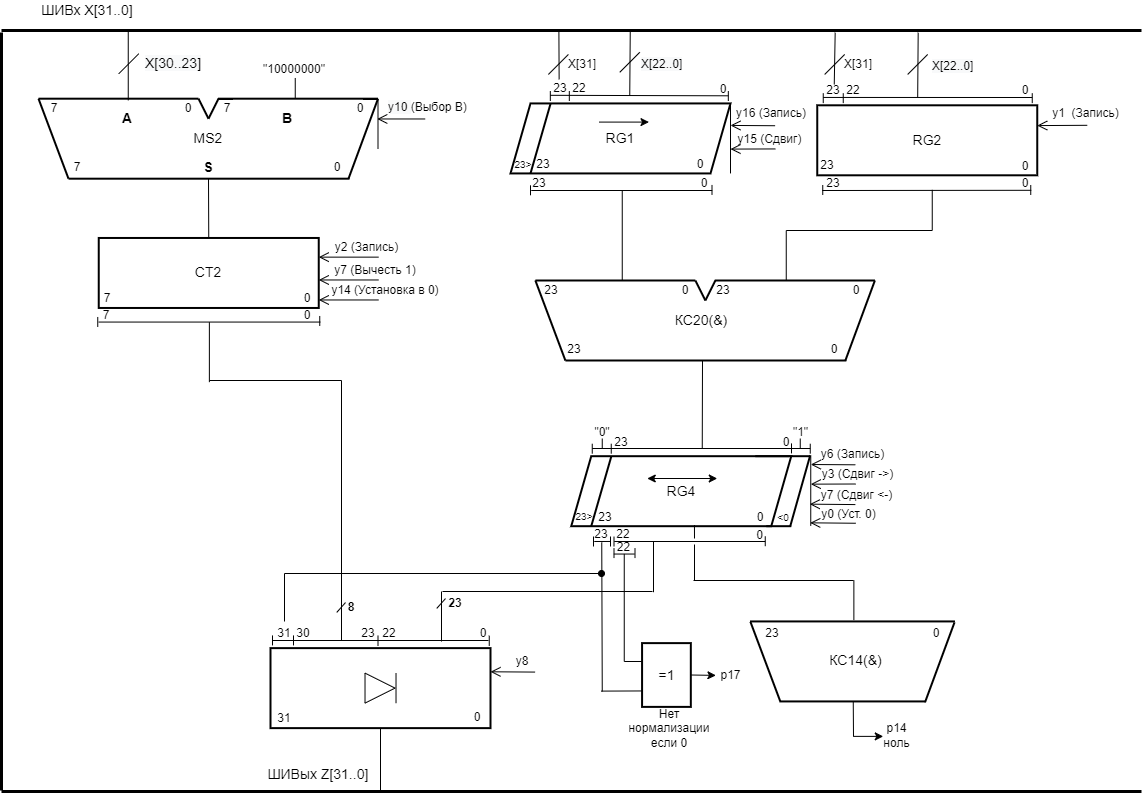 ШИВх X[31..0]
X[30..23]
"10000000"
X[31]
X[22..0]
X[31]
X[22..0]
7
0
7
0
A
B
y10 (Выбор В)
MS2
7
S
0
23
22
0
y16 (Запись)
RG1
y15 (Сдвиг)
23>
23
0
23
0
23
22
0
y1 (Запись)
RG2
23
0
23
0
CT2
y2 (Запись)
y7 (Вычесть 1)
y14 (Установка в 0)
7
0
7
0
23
0
23
0
КС20(&)
23
0
"0"
23
0
"1"
y6 (Запись)
RG4
y3 (Сдвиг ->)
y7 (Сдвиг <-)
y0 (Уст. 0)
23>
23
0
<0
23
22
0
22
8
23
31
30
23
22
0
y8
31
0
=1
p17
Нет
нормализации
если 0
23
0
КС14(&)
p14
ноль
ШИВых Z[31..0]